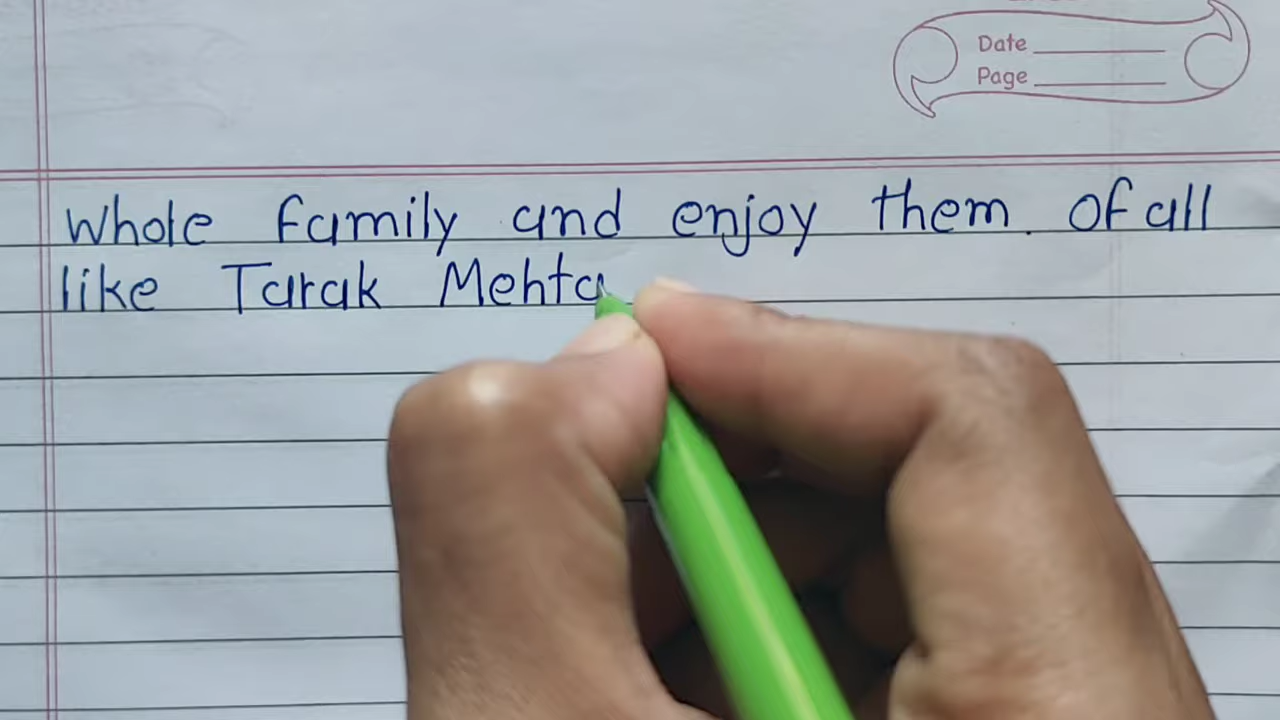 Date
Page
Whole family and enjoy them. Of all
like Tarak Mehta